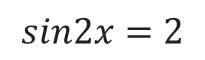 sin2x = 2